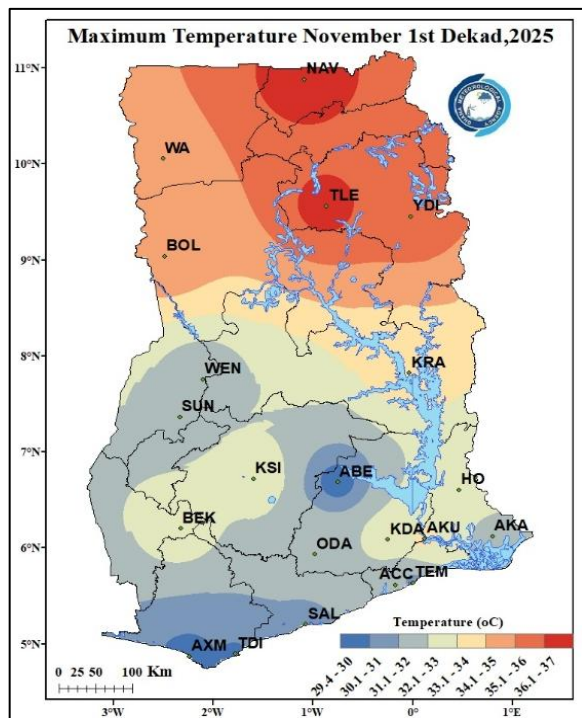 Maximum Temperature November 1st Dekad,2025
11°N
NAV
GHANA METEOROLOGICAL AGENCY
10°N
WA
TLE
YDI
9°N
BOL
8°N
WEN
KRA
SUN
7°N
KSI
ABE
HO
BEK
KDA
AKU
AKA
6°N
ODA
ACC
TEM
SAL
Temperature (oC)
5°N
AXM
TDI
29.4 - 30
30.1 - 31
31.1 - 32
32.1 - 33
33.1 - 34
34.1 - 35
35.1 - 36
36.1 - 37
0 25 50 100 Km
3°W
2°W
1°W
0°
1°E